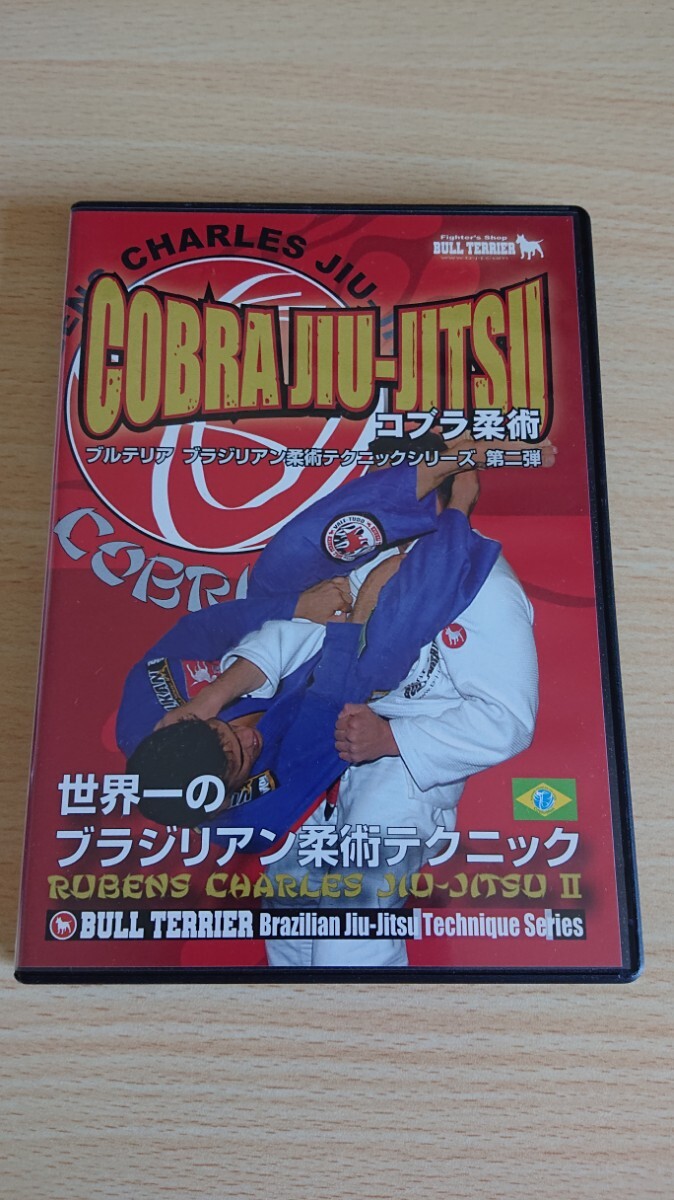 ENS CHARLES JIU-J
Fighter's Shop
BULL TERRIER
COBRA JIU-JITSU
コブラ柔術
ブルテリア ブラジリアン柔術テクニックシリーズ 第二弾
COBRA
VALE-TUDO
世界一の
ブラジリアン柔術テクニック
RUBENS CHARLES JIU-JITSU II
BULL TERRIER Brazilian Jiu-Jitsu Technique Series